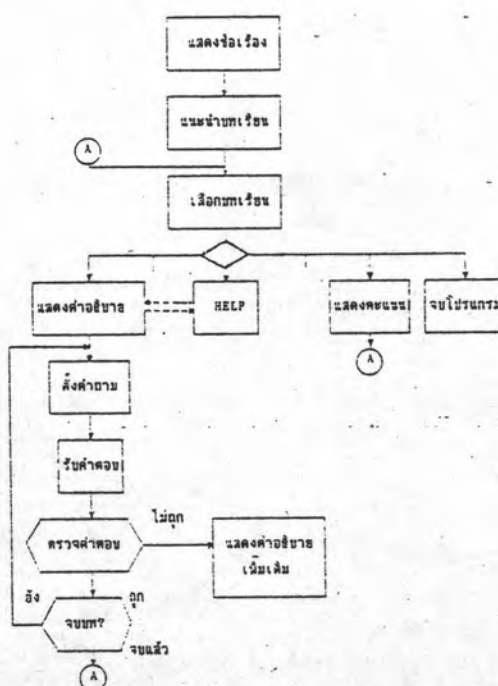 แสดงชื่อเรื่อง
แนะนำบทเรียน
A
เลือกบทเรียน
แสดงคำอธิบาย
HELP
แสดงคะแนน
จบโปรแกรม
A
ตั้งคำถาม
รับคำตอบ
ไม่ถูก
ตรวจคำตอบ
แสดงคำอธิบาย
เพิ่มเติม
ยัง
ถูก
จบบท?
จบแล้ว
A